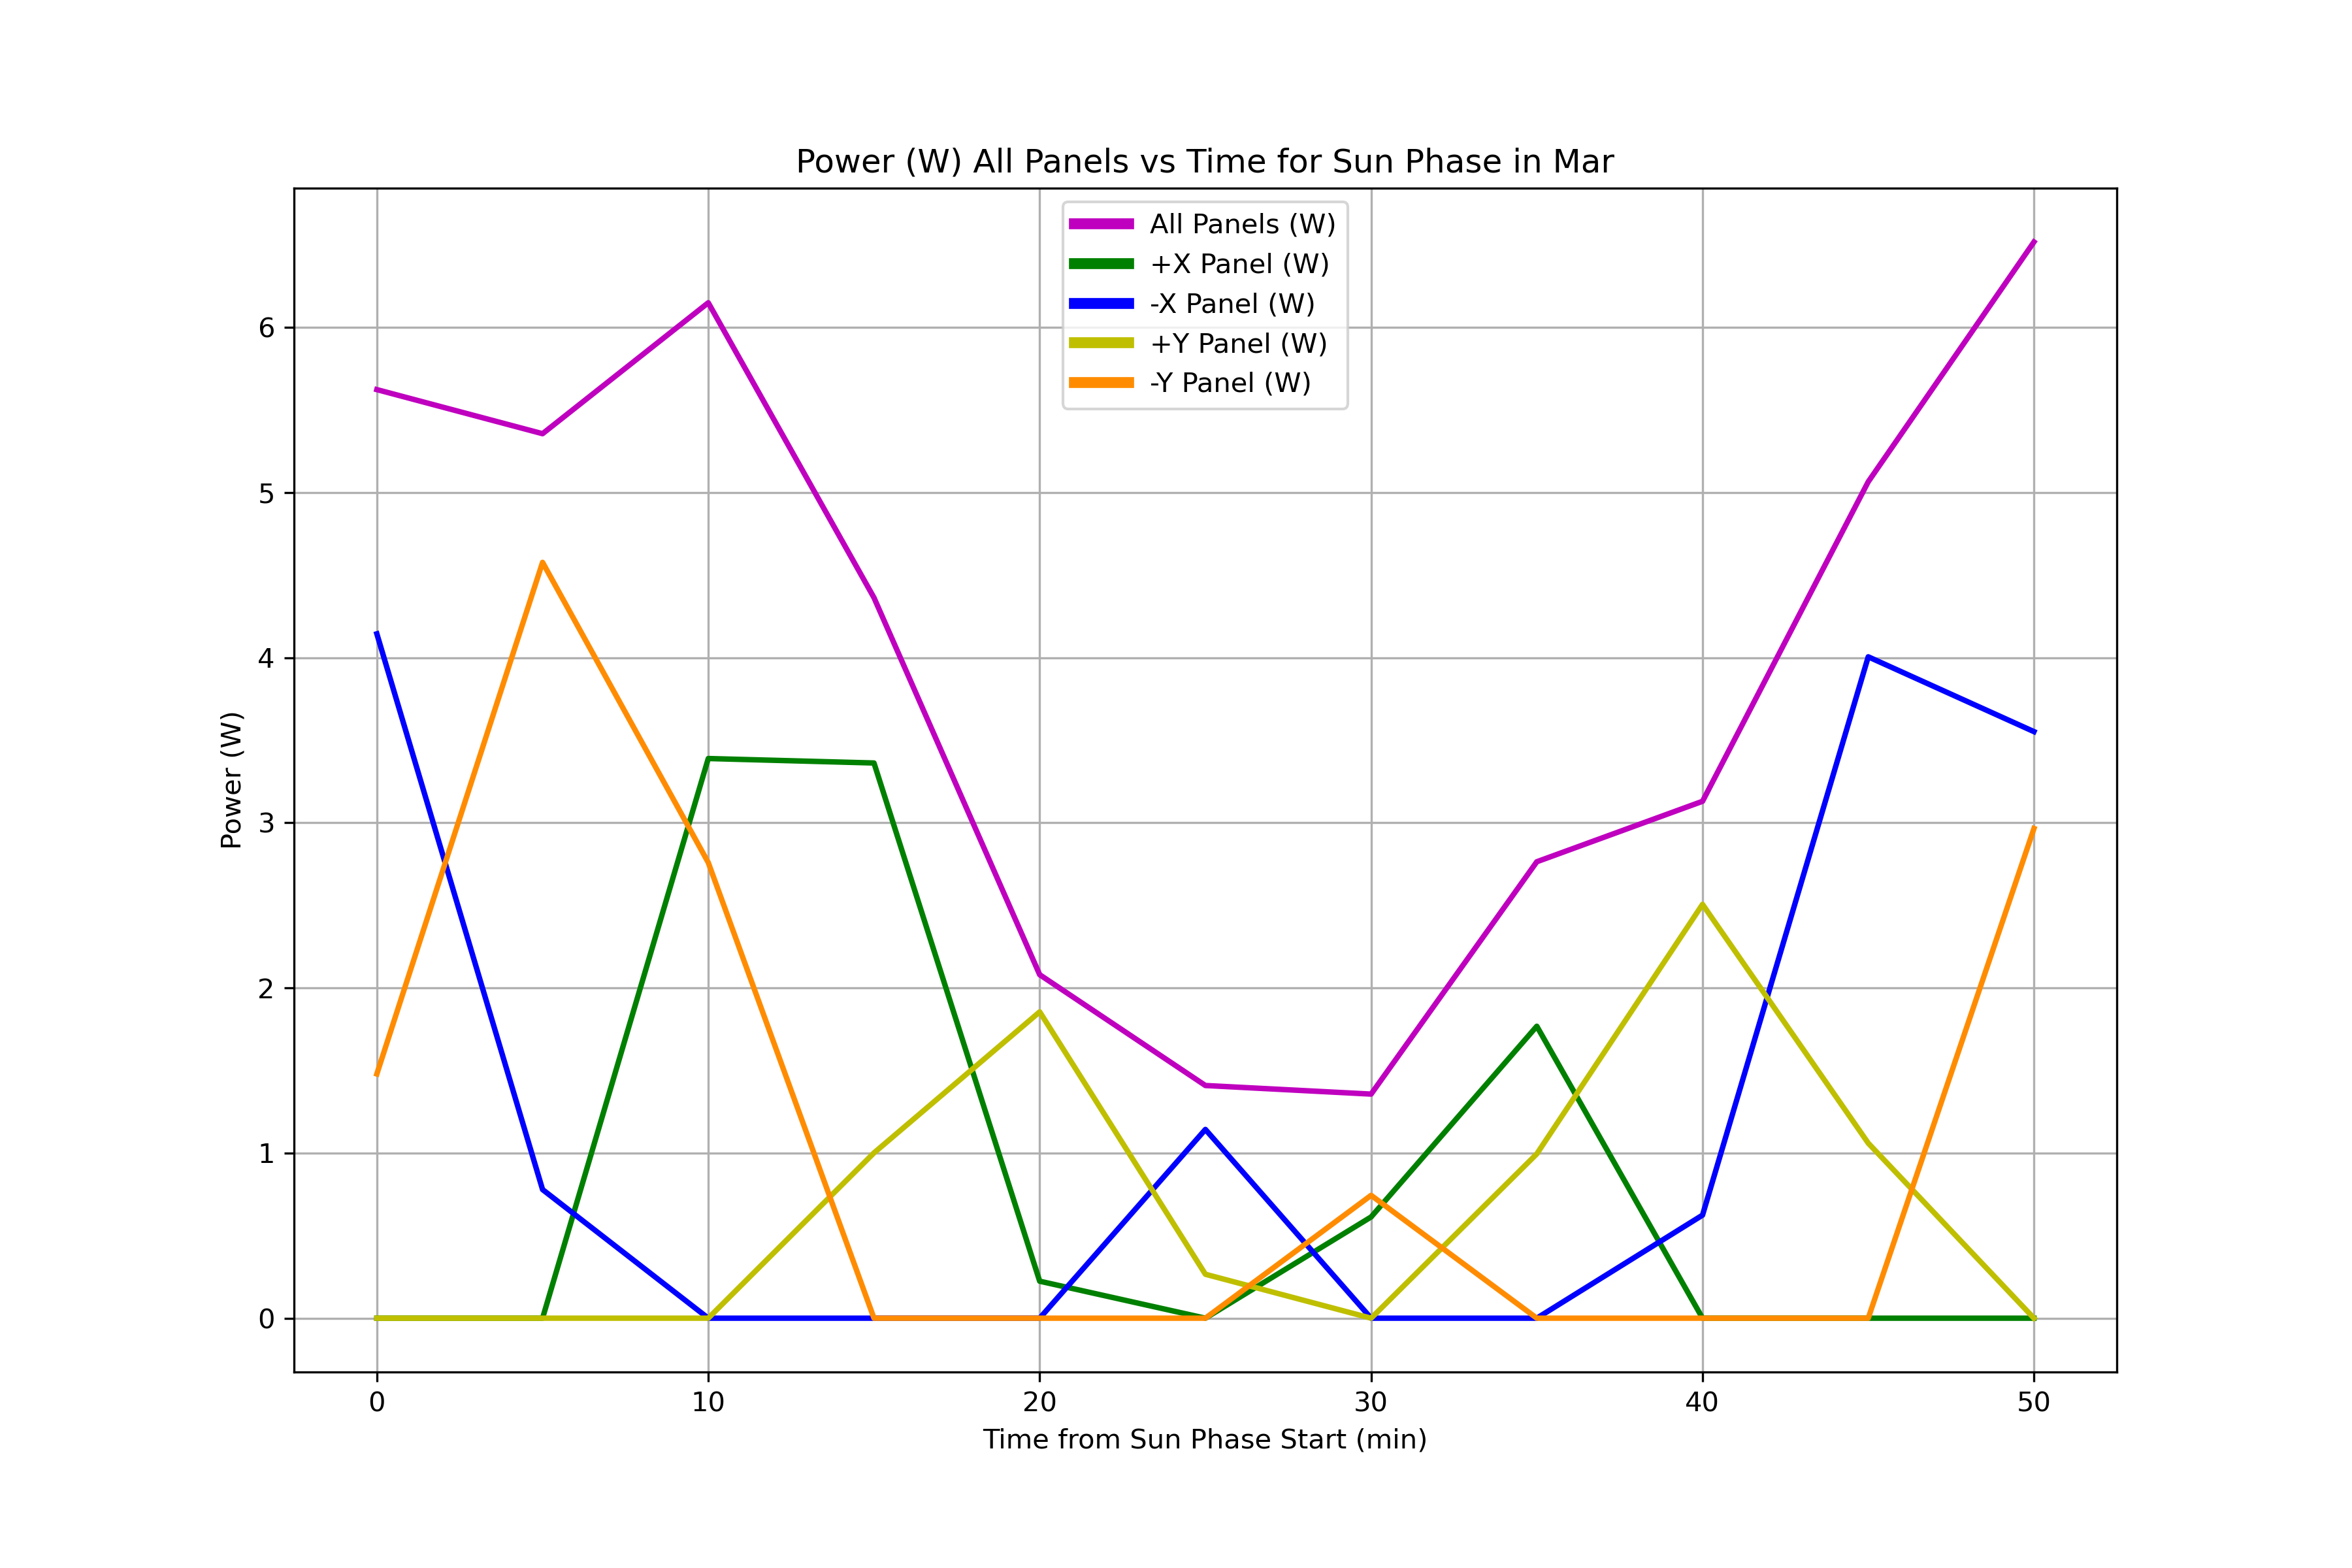 Power (W) All Panels vs Time for Sun Phase in Mar
All Panels (W)
+X Panel (W)
-X Panel (W)
+Y Panel (W)
-Y Panel (W)
Power (W)
6
5
4
3
2
1
0
0 10 20 30 40 50
Time from Sun Phase Start (min)